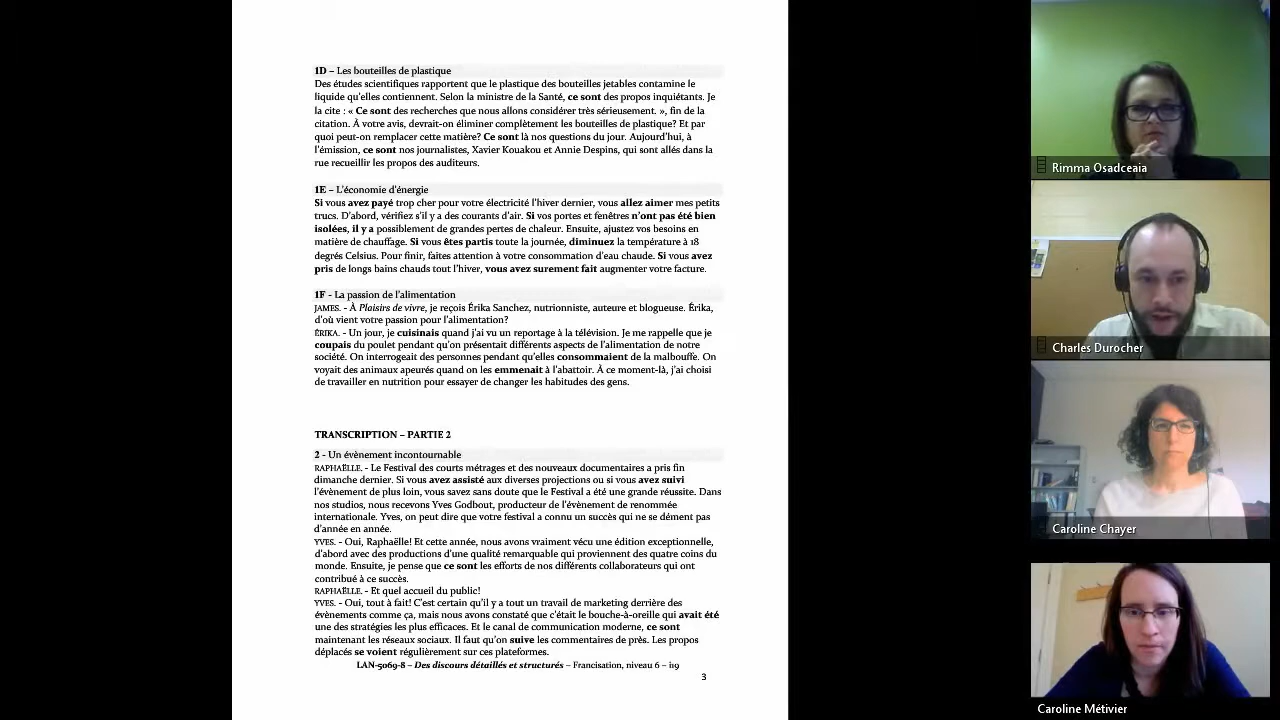 1D – Les bouteilles de plastique
Des études scientifiques rapportent que le plastique des bouteilles jetables contamine le
liquide qu'elles contiennent. Selon la ministre de la Santé, ce sont des propos inquiétants. Je
la cite : « Ce sont des recherches que nous allons considérer très sérieusement. », fin de la
citation. À votre avis, devrait-on éliminer complètement les bouteilles de plastique? Et par
quoi peut-on remplacer cette matière? Ce sont là nos questions du jour. Aujourd'hui, à
l'émission, ce sont nos journalistes, Xavier Kouakou et Annie Despins, qui sont allés dans la
rue recueillir les propos des auditeurs.
1E – L'économie d'énergie
Si vous avez payé trop cher pour votre électricité l'hiver dernier, vous allez aimer mes petits
trucs. D'abord, vérifiez s'il y a des courants d'air. Si vos portes et fenêtres n'ont pas été bien
isolées, il y a possiblement de grandes pertes de chaleur. Ensuite, ajustez vos besoins en
matière de chauffage. Si vous êtes partis toute la journée, diminuez la température à 18
degrés Celsius. Pour finir, faites attention à votre consommation d'eau chaude. Si vous avez
pris de longs bains chauds tout l'hiver, vous avez surement fait augmenter votre facture.
1F - La passion de l'alimentation
JAMES. - À Plaisirs de vivre, je reçois Érika Sanchez, nutritionniste, auteure et blogueuse. Érika,
d'où vient votre passion pour l'alimentation?
ÉRIKA. - Un jour, je cuisinais quand j'ai vu un reportage à la télévision. Je me rappelle que je
coupais du poulet pendant qu'on présentait différents aspects de l'alimentation de notre
société. On interrogeait des personnes pendant qu'elles consommaient de la malbouffe. On
voyait des animaux apeurés quand on les emmenait à l'abattoir. À ce moment-là, j'ai choisi
de travailler en nutrition pour essayer de changer les habitudes des gens.
TRANSCRIPTION – PARTIE 2
2 - Un évènement incontournable
RAPHAËLLE. - Le Festival des courts métrages et des nouveaux documentaires a pris fin
dimanche dernier. Si vous avez assisté aux diverses projections ou si vous avez suivi
l'évènement de plus loin, vous savez sans doute que le Festival a été une grande réussite. Dans
nos studios, nous recevons Yves Godbout, producteur de l'évènement de renommée
internationale. Yves, on peut dire que votre festival a connu un succès qui ne se dément pas
d'année en année.
YVES. - Oui, Raphaëlle! Et cette année, nous avons vraiment vécu une édition exceptionnelle,
d'abord avec des productions d'une qualité remarquable qui proviennent des quatre coins du
monde. Ensuite, je pense que ce sont les efforts de nos différents collaborateurs qui ont
contribué à ce succès.
RAPHAËLLE. - Et quel accueil du public!
YVES. - Oui, tout à fait! C'est certain qu'il y a tout un travail de marketing derrière des
évènements comme ça, mais nous avons constaté que c'était le bouche-à-oreille qui avait été
une des stratégies les plus efficaces. Et le canal de communication moderne, ce sont
maintenant les réseaux sociaux. Il faut qu'on suive les commentaires de près. Les propos
déplacés se voient régulièrement sur ces plateformes.
LAN-5069-8 – Des discours détaillés et structurés – Francisation, niveau 6 – i19
3
Rimma Osadceaia
Charles Durocher
Caroline Chayer
Caroline Métivier